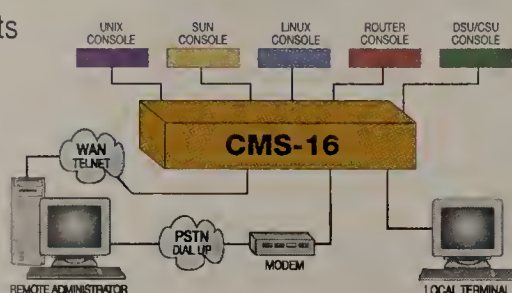 ts
UNIX CONSOLE
SUN CONSOLE
LINUX CONSOLE
ROUTER CONSOLE
DSU/CSU CONSOLE
CMS-16
WAN
TELNET
PSTN
DIAL UP
MODEM
REMOTE ADMINISTRATOR
LOCAL TERMINAL